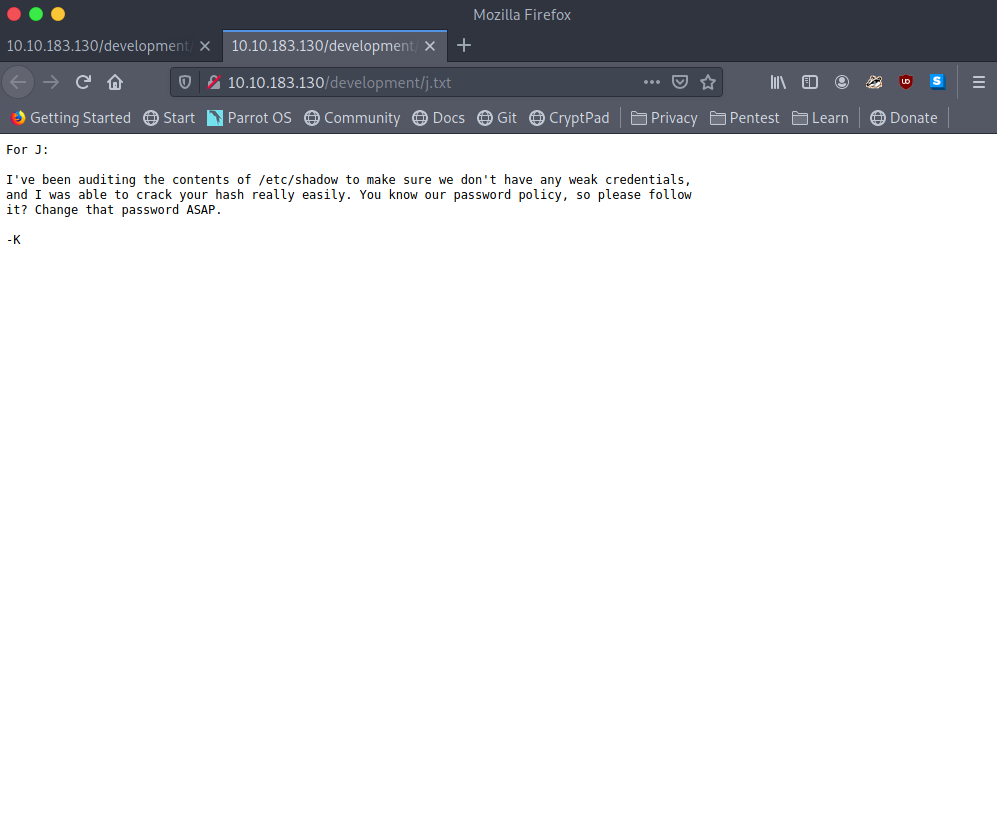 Mozilla Firefox
10.10.183.130/development/
10.10.183.130/development/
10.10.183.130/development/j.txt
Getting Started Start Parrot OS Community Docs Git CryptPad Privacy Pentest Learn Donate
For J:
I've been auditing the contents of /etc/shadow to make sure we don't have any weak credentials,
and I was able to crack your hash really easily. You know our password policy, so please follow
it? Change that password ASAP.
-K